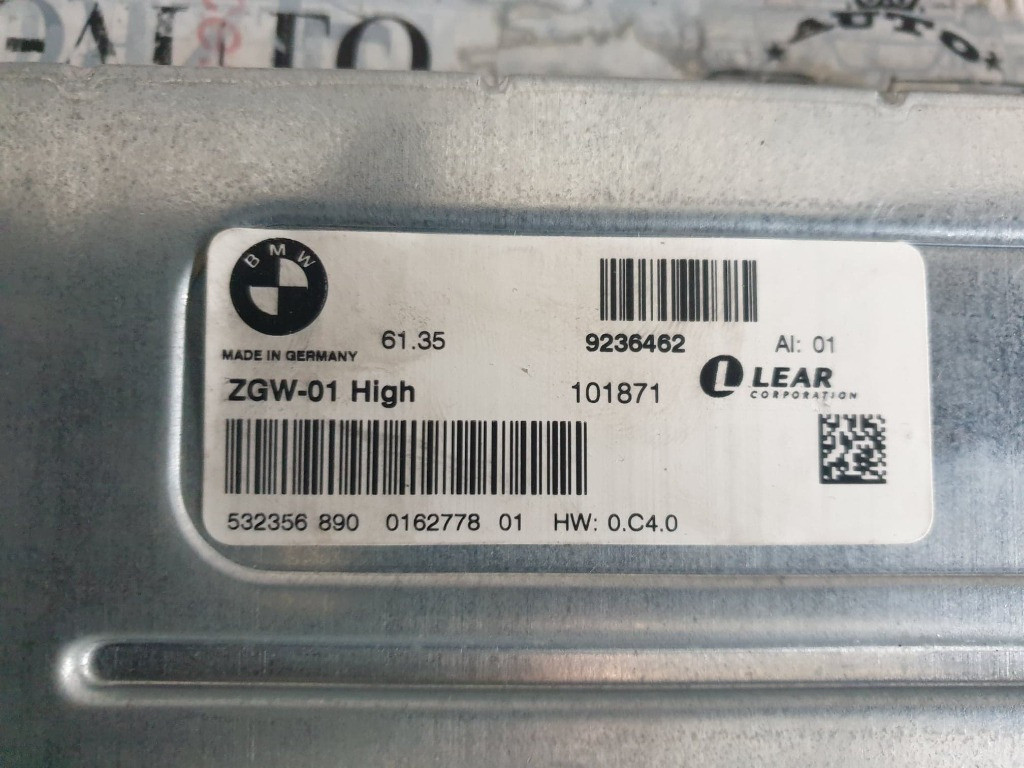 AUTO
BMW
61.35
9236462
AI: 01
MADE IN GERMANY
ZGW-01 High
101871
LEAR
CORPORATION
532356 890 0162778 01 HW: 0.C4.0